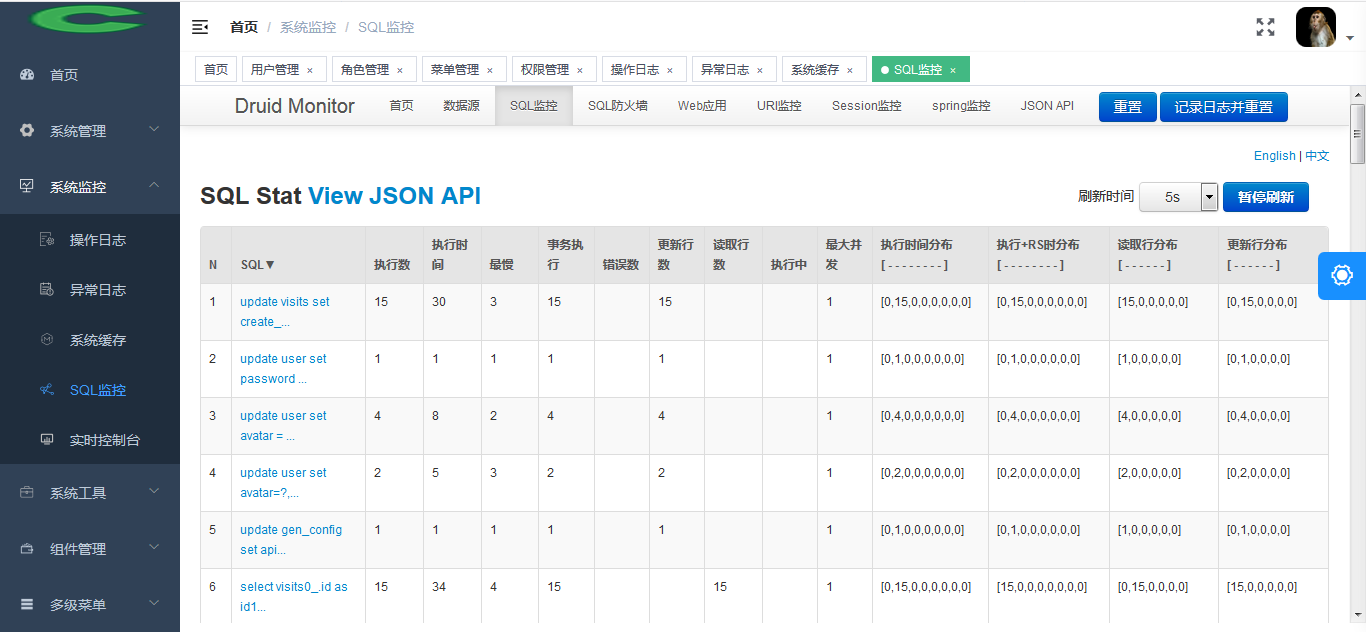 首页 / 系统监控 / SQL监控
首页
系统管理
系统监控
操作日志
异常日志
系统缓存
SQL监控
实时控制台
系统工具
组件管理
多级菜单
首页 用户管理 × 角色管理 × 菜单管理 × 权限管理 × 操作日志 × 异常日志 × 系统缓存 × SQL监控 ×
Druid Monitor 首页 数据源 SQL监控 SQL防火墙 Web应用 URI监控 Session监控 spring监控 JSON API 重置 记录日志并重置
English | 中文
SQL Stat View JSON API 刷新时间 5s 暂停刷新
N SQL▼ 执行数 执行时间 最慢 事务执行 错误数 更新行数 读取行数 执行中 最大并发 执行时间分布 [ - - - - - - - - ] 执行+RS时分布 [ - - - - - - - - ] 读取行分布 [ - - - - - - ] 更新行分布 [ - - - - - - ]
1 update visits set create_... 15 30 3 15 15 1 [0,15,0,0,0,0,0,0] [0,15,0,0,0,0,0,0] [15,0,0,0,0,0] [0,15,0,0,0,0]
2 update user set password ... 1 1 1 1 1 1 [0,1,0,0,0,0,0,0] [0,1,0,0,0,0,0,0] [1,0,0,0,0,0] [0,1,0,0,0,0]
3 update user set avatar = ... 4 8 2 4 4 1 [0,4,0,0,0,0,0,0] [0,4,0,0,0,0,0,0] [4,0,0,0,0,0] [0,4,0,0,0,0]
4 update user set avatar=?,... 2 5 3 2 2 1 [0,2,0,0,0,0,0,0] [0,2,0,0,0,0,0,0] [2,0,0,0,0,0] [0,2,0,0,0,0]
5 update gen_config set api... 1 1 1 1 1 1 [0,1,0,0,0,0,0,0] [0,1,0,0,0,0,0,0] [1,0,0,0,0,0] [0,1,0,0,0,0]
6 select visits0_.id as id1... 15 34 4 15 15 1 [0,15,0,0,0,0,0,0] [15,0,0,0,0,0,0,0] [0,15,0,0,0,0] [15,0,0,0,0,0]